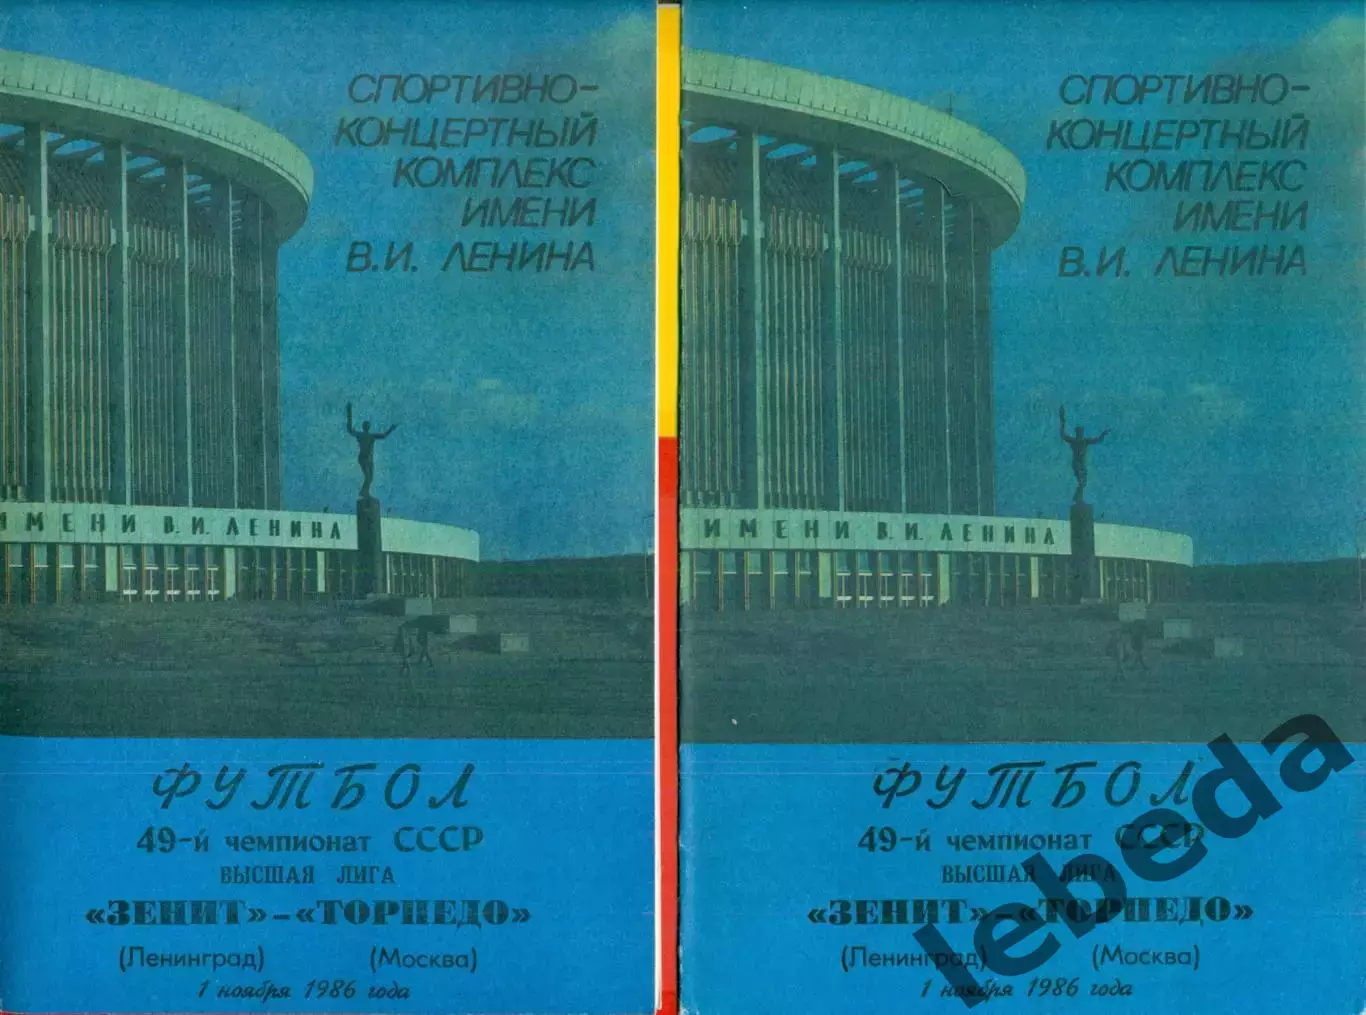 СПОРТИВНО-
КОНЦЕРТНЫЙ
КОМПЛЕКС
ИМЕНИ
В.И. ЛЕНИНА
ИМЕНИ В.И. ЛЕНИНА
ФУТБОЛ
49-й чемпионат СССР
ВЫСШАЯ ЛИГА
«ЗЕНИТ»-«ТОРПЕДО»
(Ленинград) (Москва)
1 ноября 1986 года
СПОРТИВНО-
КОНЦЕРТНЫЙ
КОМПЛЕКС
ИМЕНИ
В.И. ЛЕНИНА
ИМЕНИ В.И. ЛЕНИНА
ФУТБОЛ
49-й чемпионат СССР
ВЫСШАЯ ЛИГА
«ЗЕНИТ»-«ТОРПЕДО»
(Ленинград) (Москва)
1 ноября 1986 года
lebeda